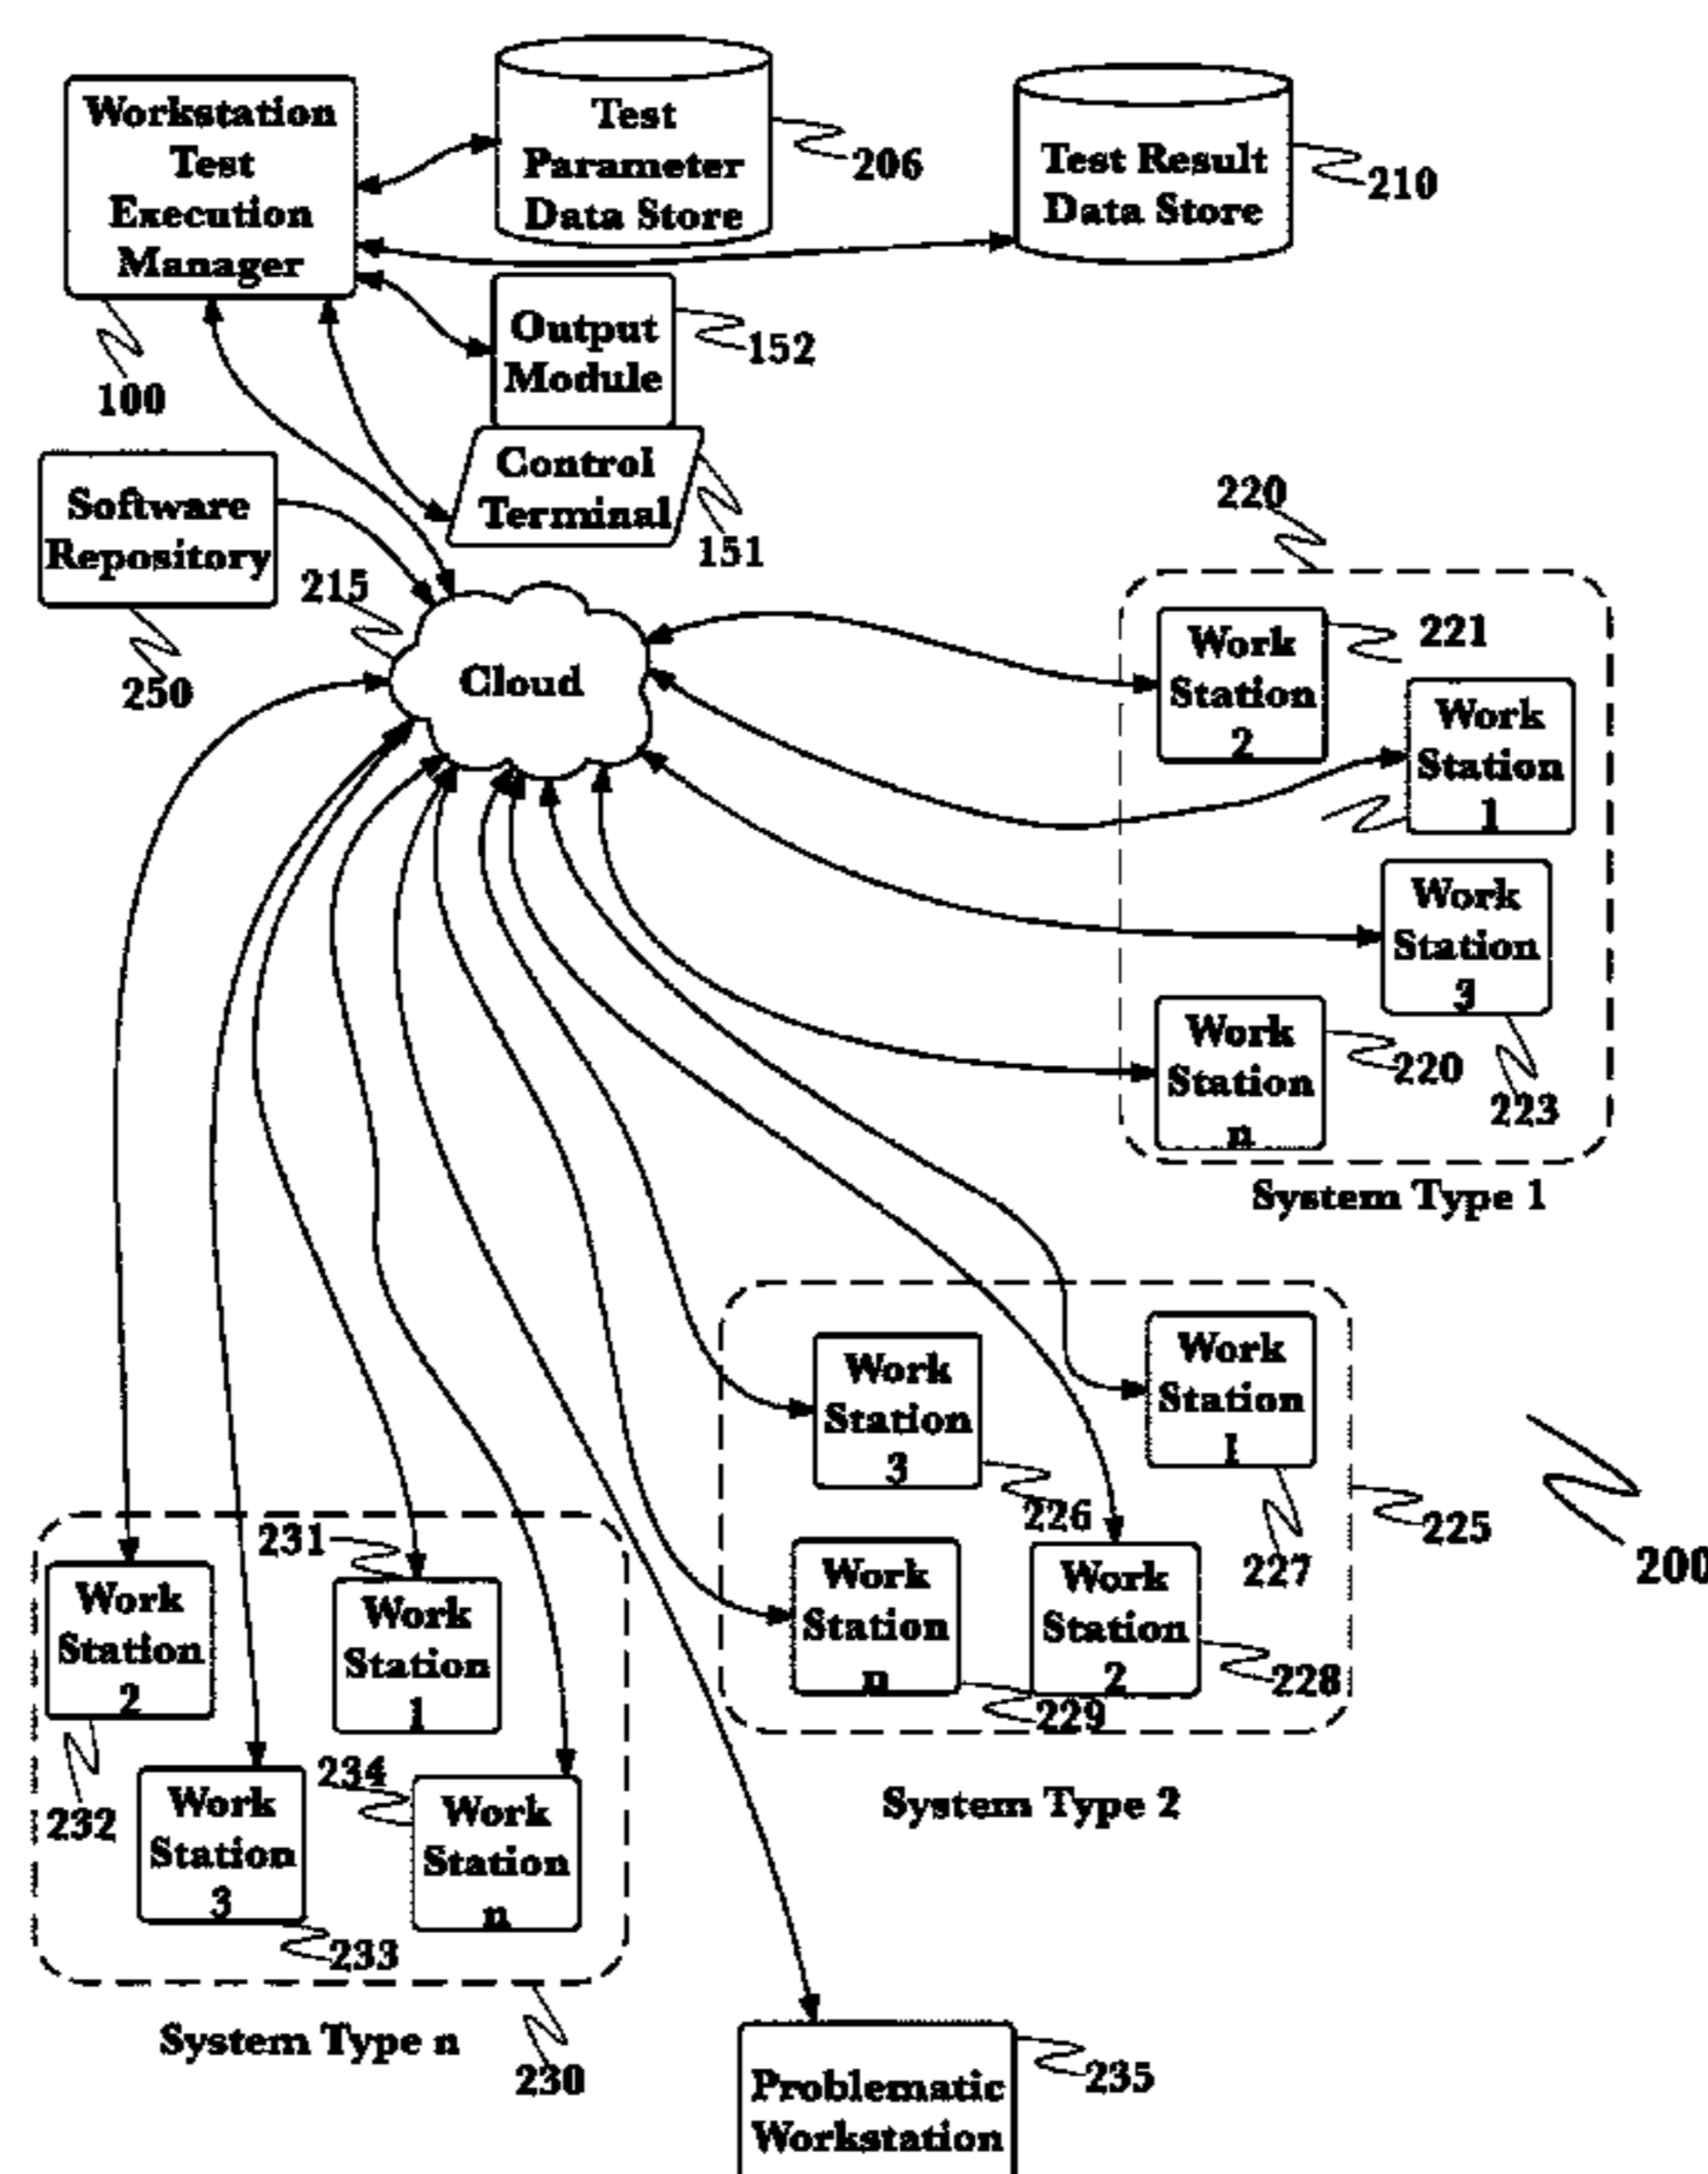 Workstation
Test
Execution
Manager
100
Test
Parameter
Data Store
206
Test Result
Data Store
210
Output
Module
152
Control
Terminal
151
Software
Repository
250
215
Cloud
220
Work
Station
2
221
Work
Station
1
Work
Station
3
223
Work
Station
n
220
System Type 1
Work
Station
3
226
Work
Station
1
227
225
200
Work
Station
n
229
Work
Station
2
228
System Type 2
231
Work
Station
2
232
Work
Station
1
Work
Station
3
233
234
Work
Station
n
System Type n
230
Problematic
Workstation
235